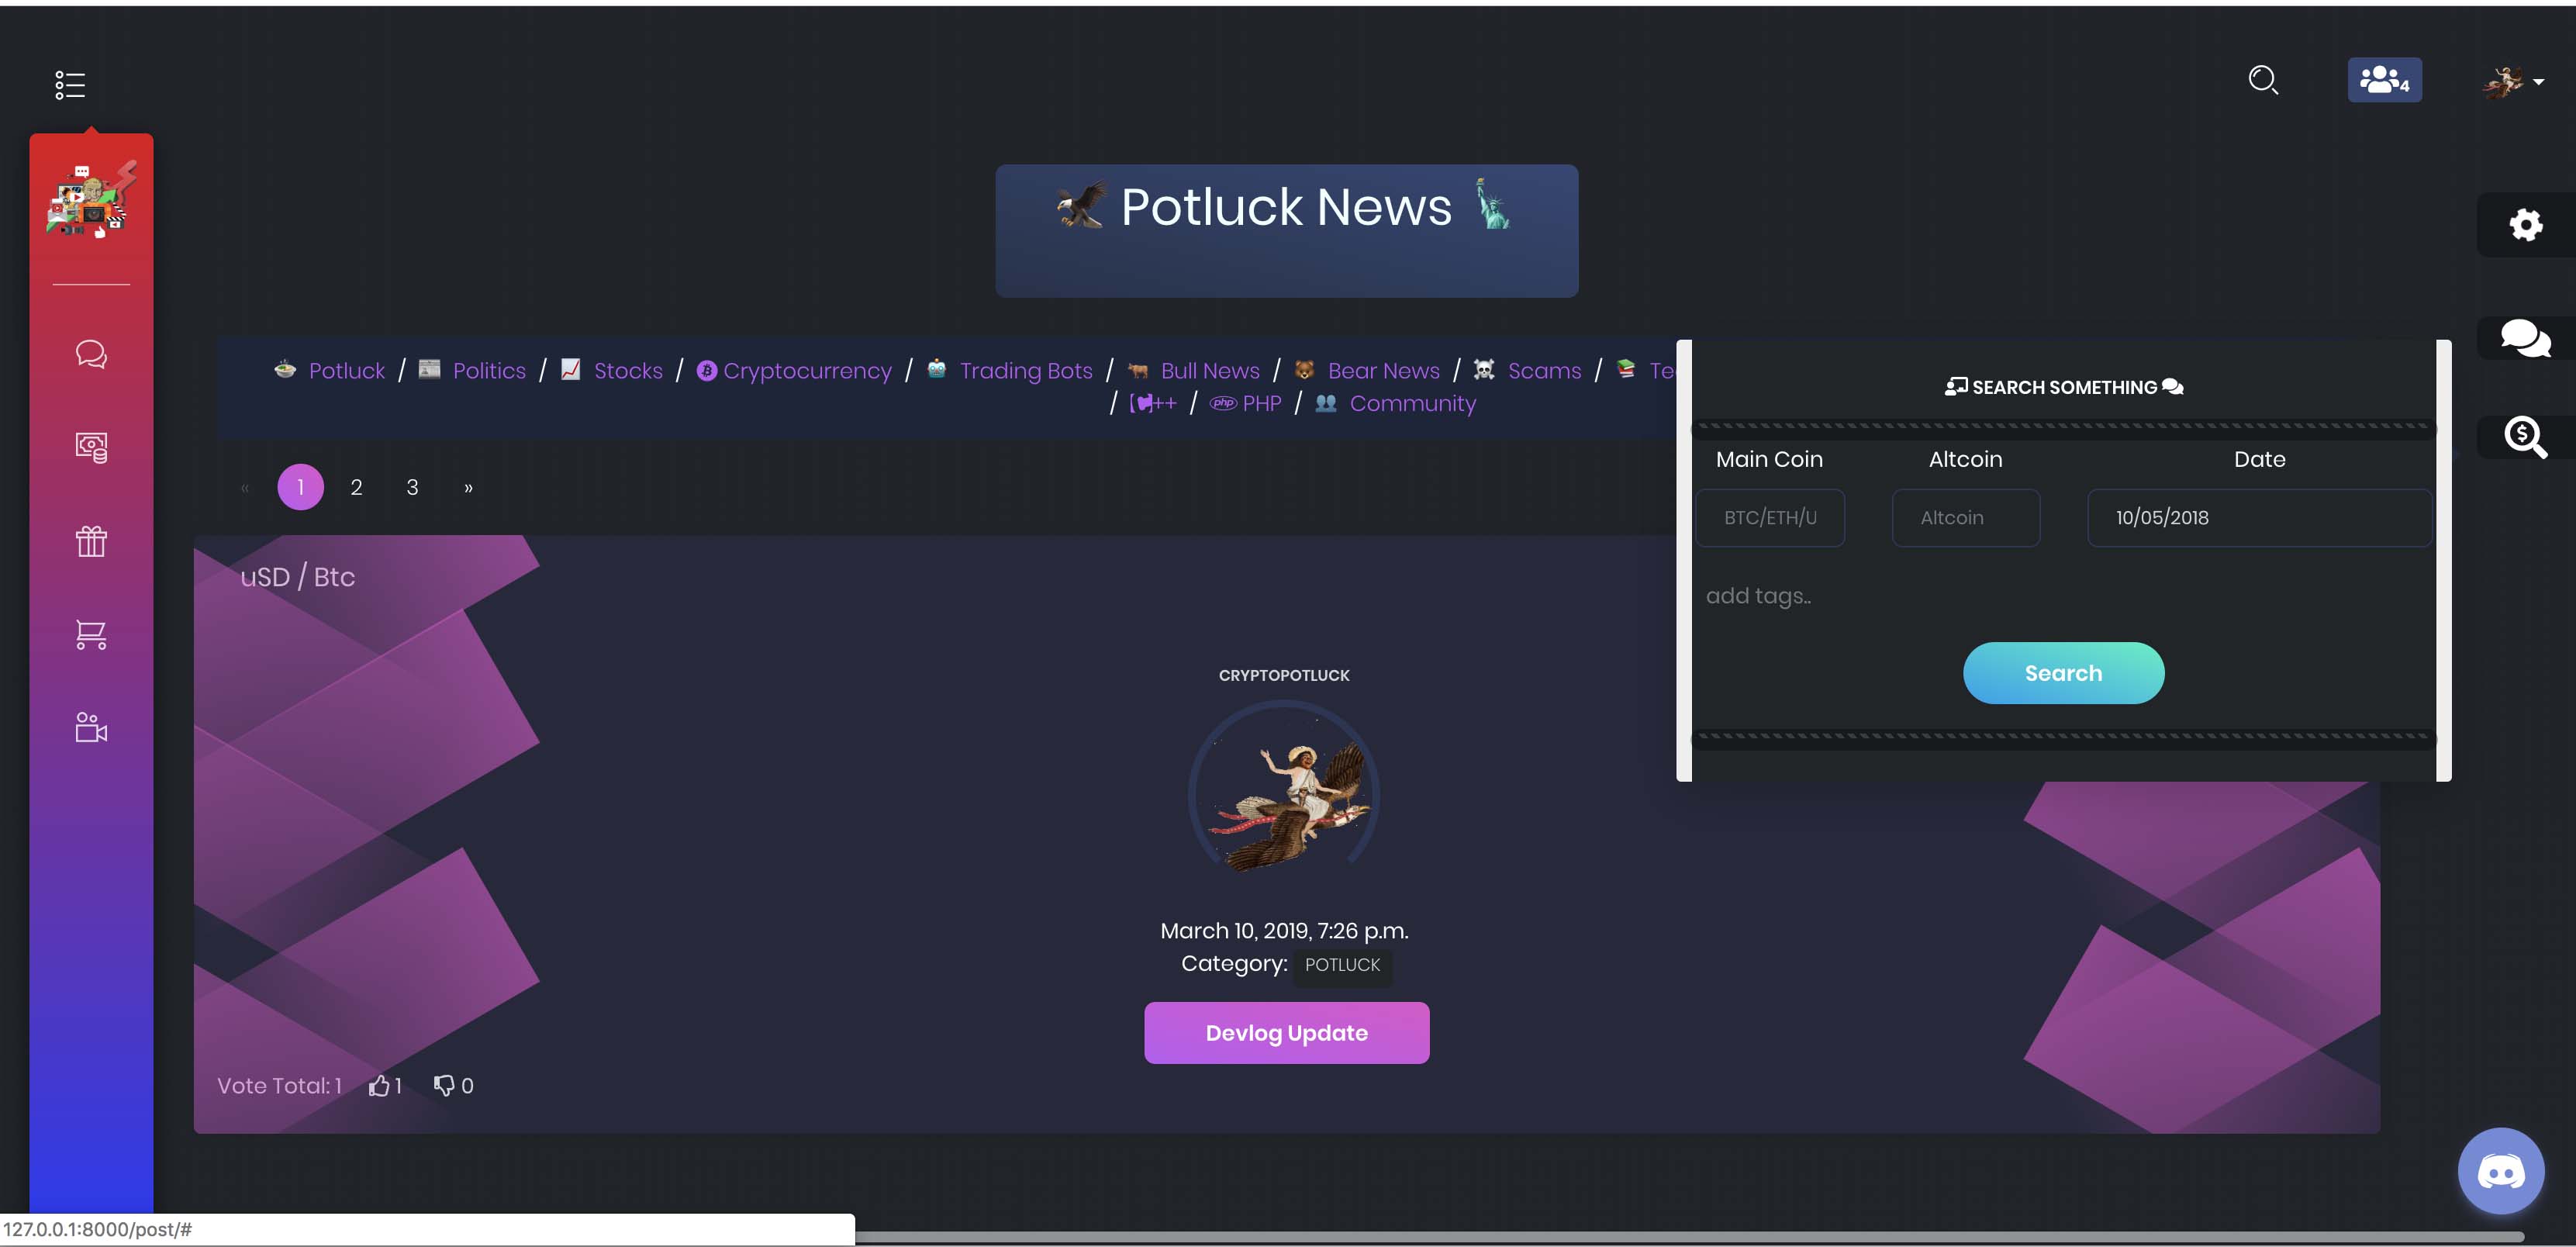 4
Potluck News
Potluck / Politics / Stocks / Cryptocurrency / Trading Bots / Bull News / Bear News / Scams /
/ ++ / php PHP / Community
« 1 2 3 »
uSD / Btc
CRYPTOPOTLUCK
March 10, 2019, 7:26 p.m.
Category: POTLUCK
Devlog Update
Vote Total: 1 1 0
SEARCH SOMETHING
Main Coin Altcoin Date
BTC/ETH/U Altcoin 10/05/2018
add tags..
Search
127.0.0.1:8000/post/#